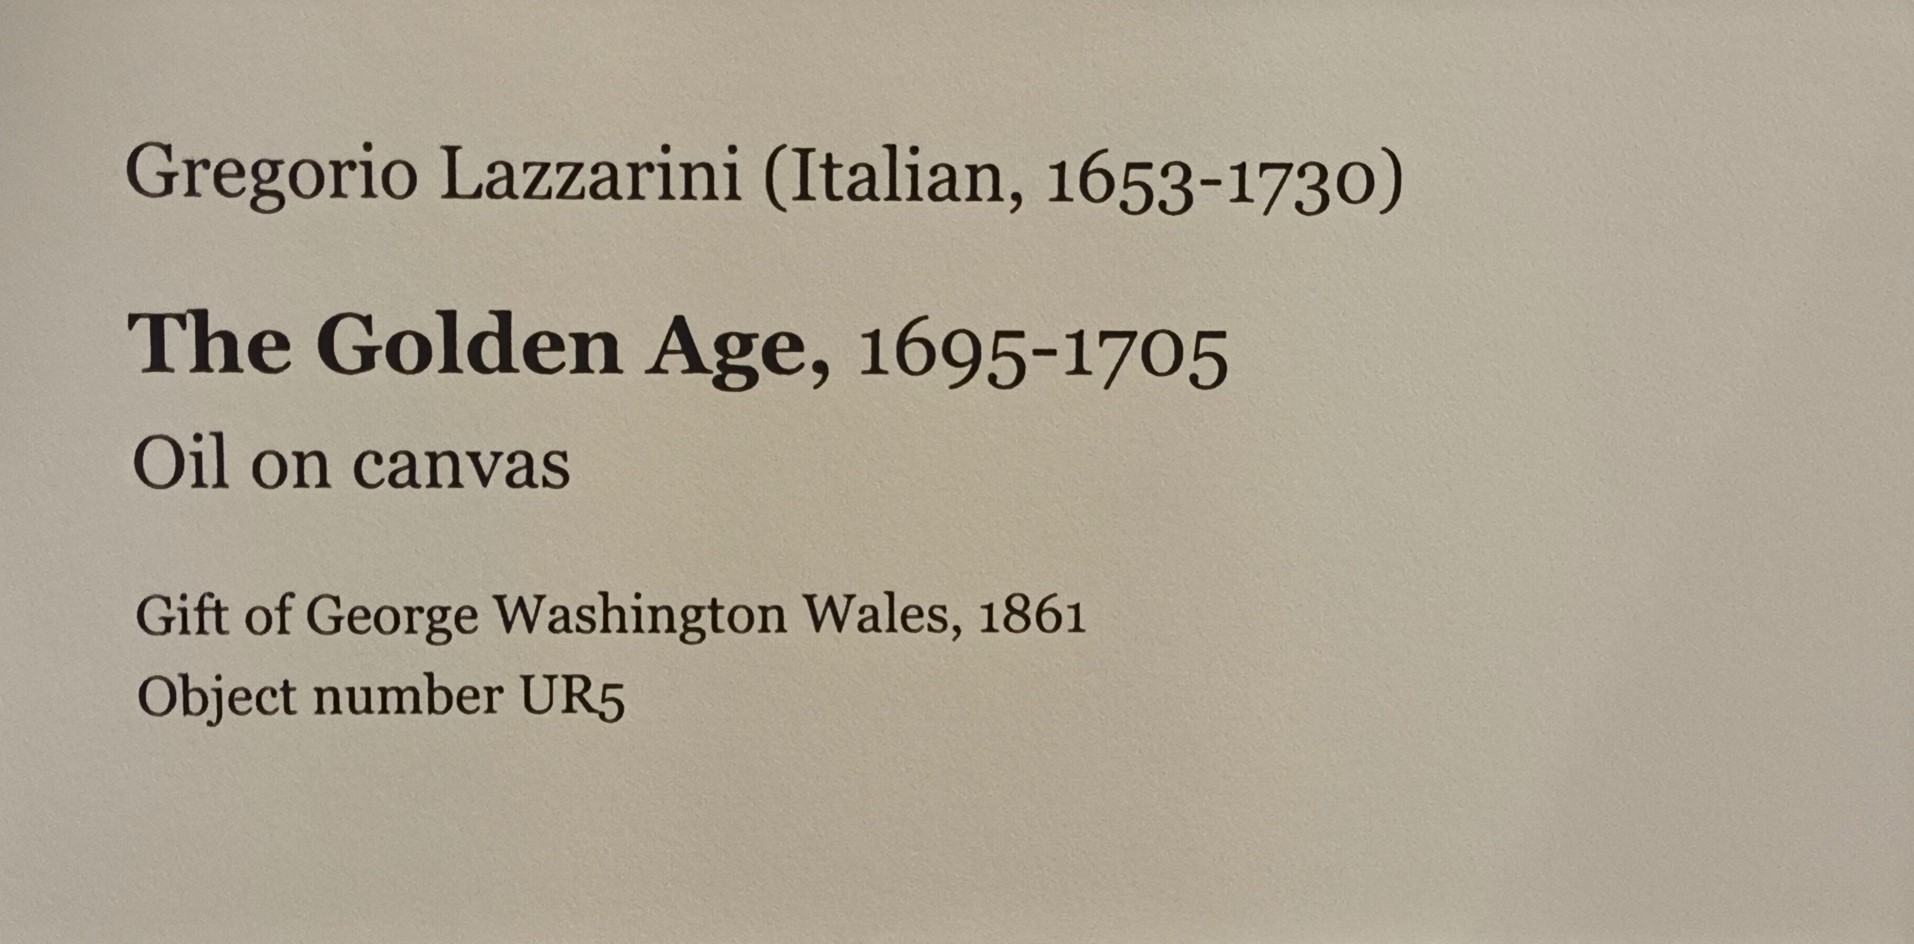 Gregorio Lazzarini (Italian, 1653-1730)
The Golden Age, 1695-1705
Oil on canvas
Gift of George Washington Wales, 1861
Object number UR5